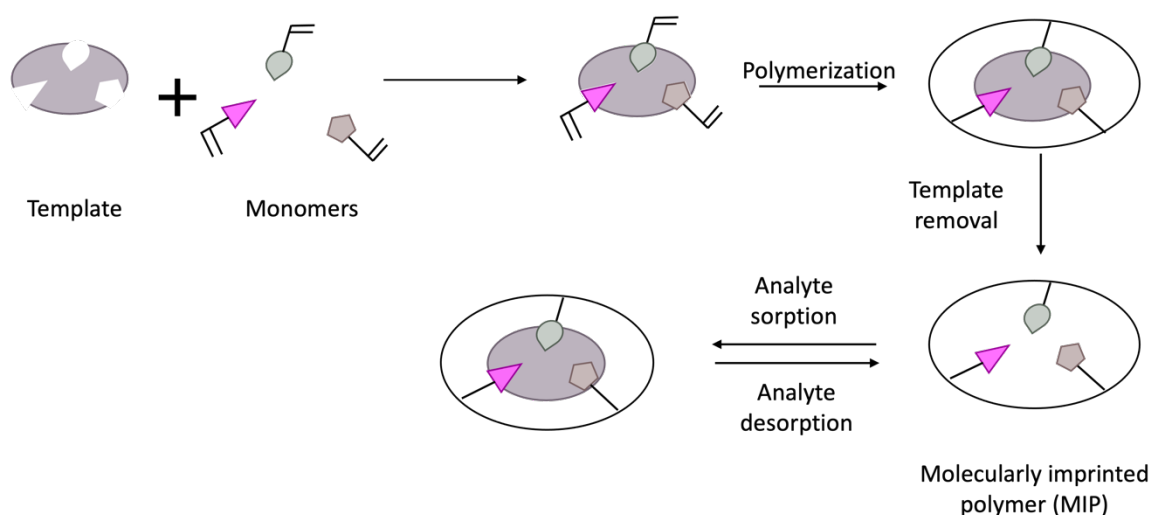 Polymerization
Template
Monomers
Template
removal
Analyte
sorption
Analyte
desorption
Molecularly imprinted
polymer (MIP)